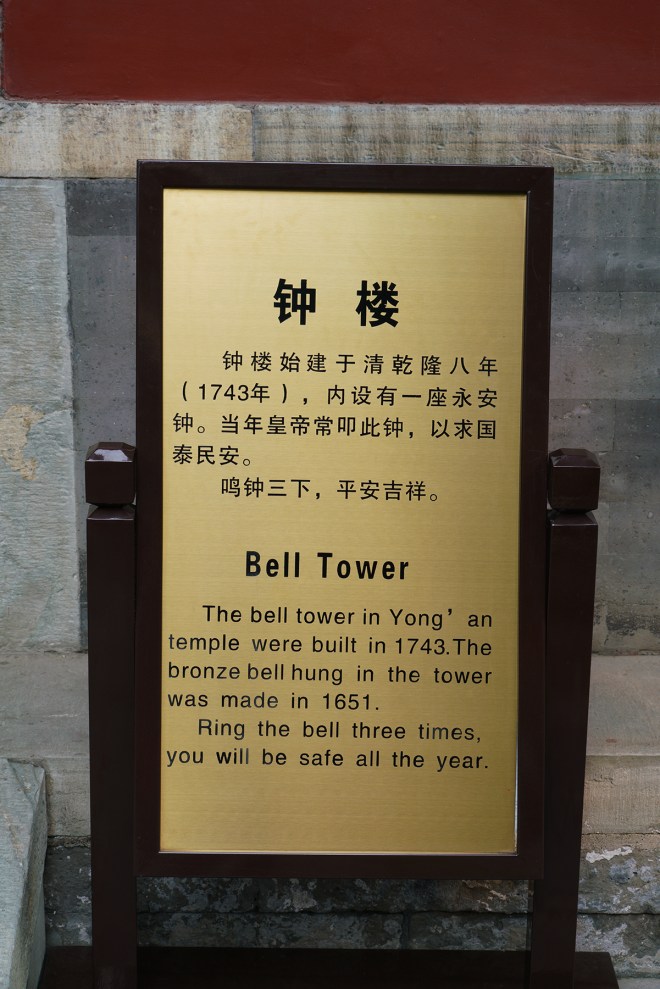 钟 楼
钟楼始建于清乾隆八年
（1743年），内设有一座永安
钟。当年皇帝常叩此钟，以求国
泰民安。
鸣钟三下，平安吉祥。
Bell Tower
The bell tower in Yong’ an
temple were built in 1743.The
bronze bell hung in the tower
was made in 1651.
Ring the bell three times,
you will be safe all the year.